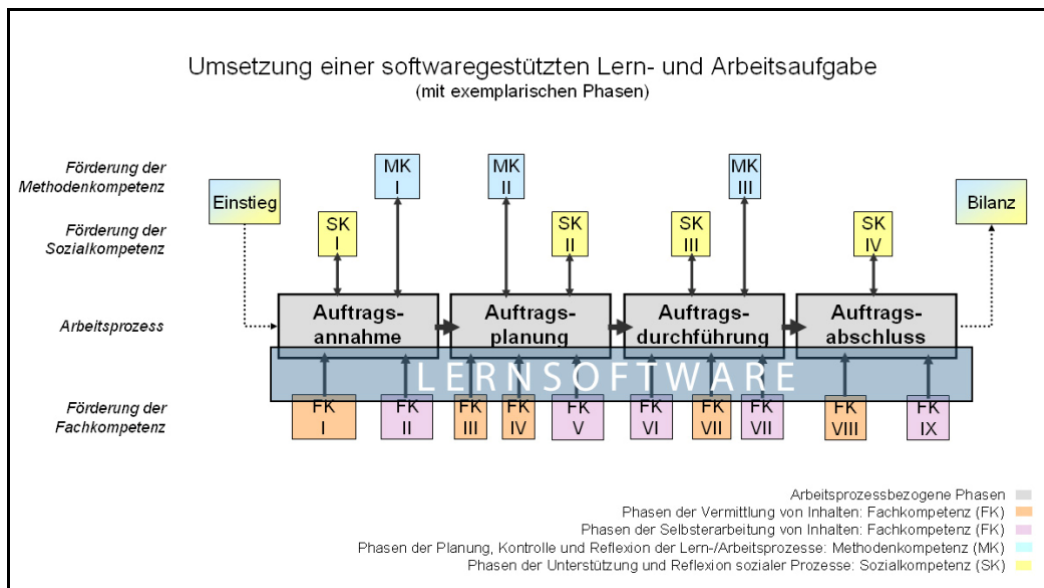 Umsetzung einer softwaregestützten Lern- und Arbeitsaufgabe
(mit exemplarischen Phasen)
Förderung der
Methodenkompetenz
Einstieg
MK
I
MK
II
MK
III
Bilanz
Förderung der
Sozialkompetenz
SK
I
SK
II
SK
III
SK
IV
Arbeitsprozess
Auftrags-
annahme
Auftrags-
planung
Auftrags-
durchführung
Auftrags-
abschluss
LERNSOFTWARE
Förderung der
Fachkompetenz
FK
I
FK
II
FK
III
FK
IV
FK
V
FK
VI
FK
VII
FK
VII
FK
VIII
FK
IX
Arbeitsprozessbezogene Phasen
Phasen der Vermittlung von Inhalten: Fachkompetenz (FK)
Phasen der Selbsterarbeitung von Inhalten: Fachkompetenz (FK)
Phasen der Planung, Kontrolle und Reflexion der Lern-/Arbeitsprozesse: Methodenkompetenz (MK)
Phasen der Unterstützung und Reflexion sozialer Prozesse: Sozialkompetenz (SK)